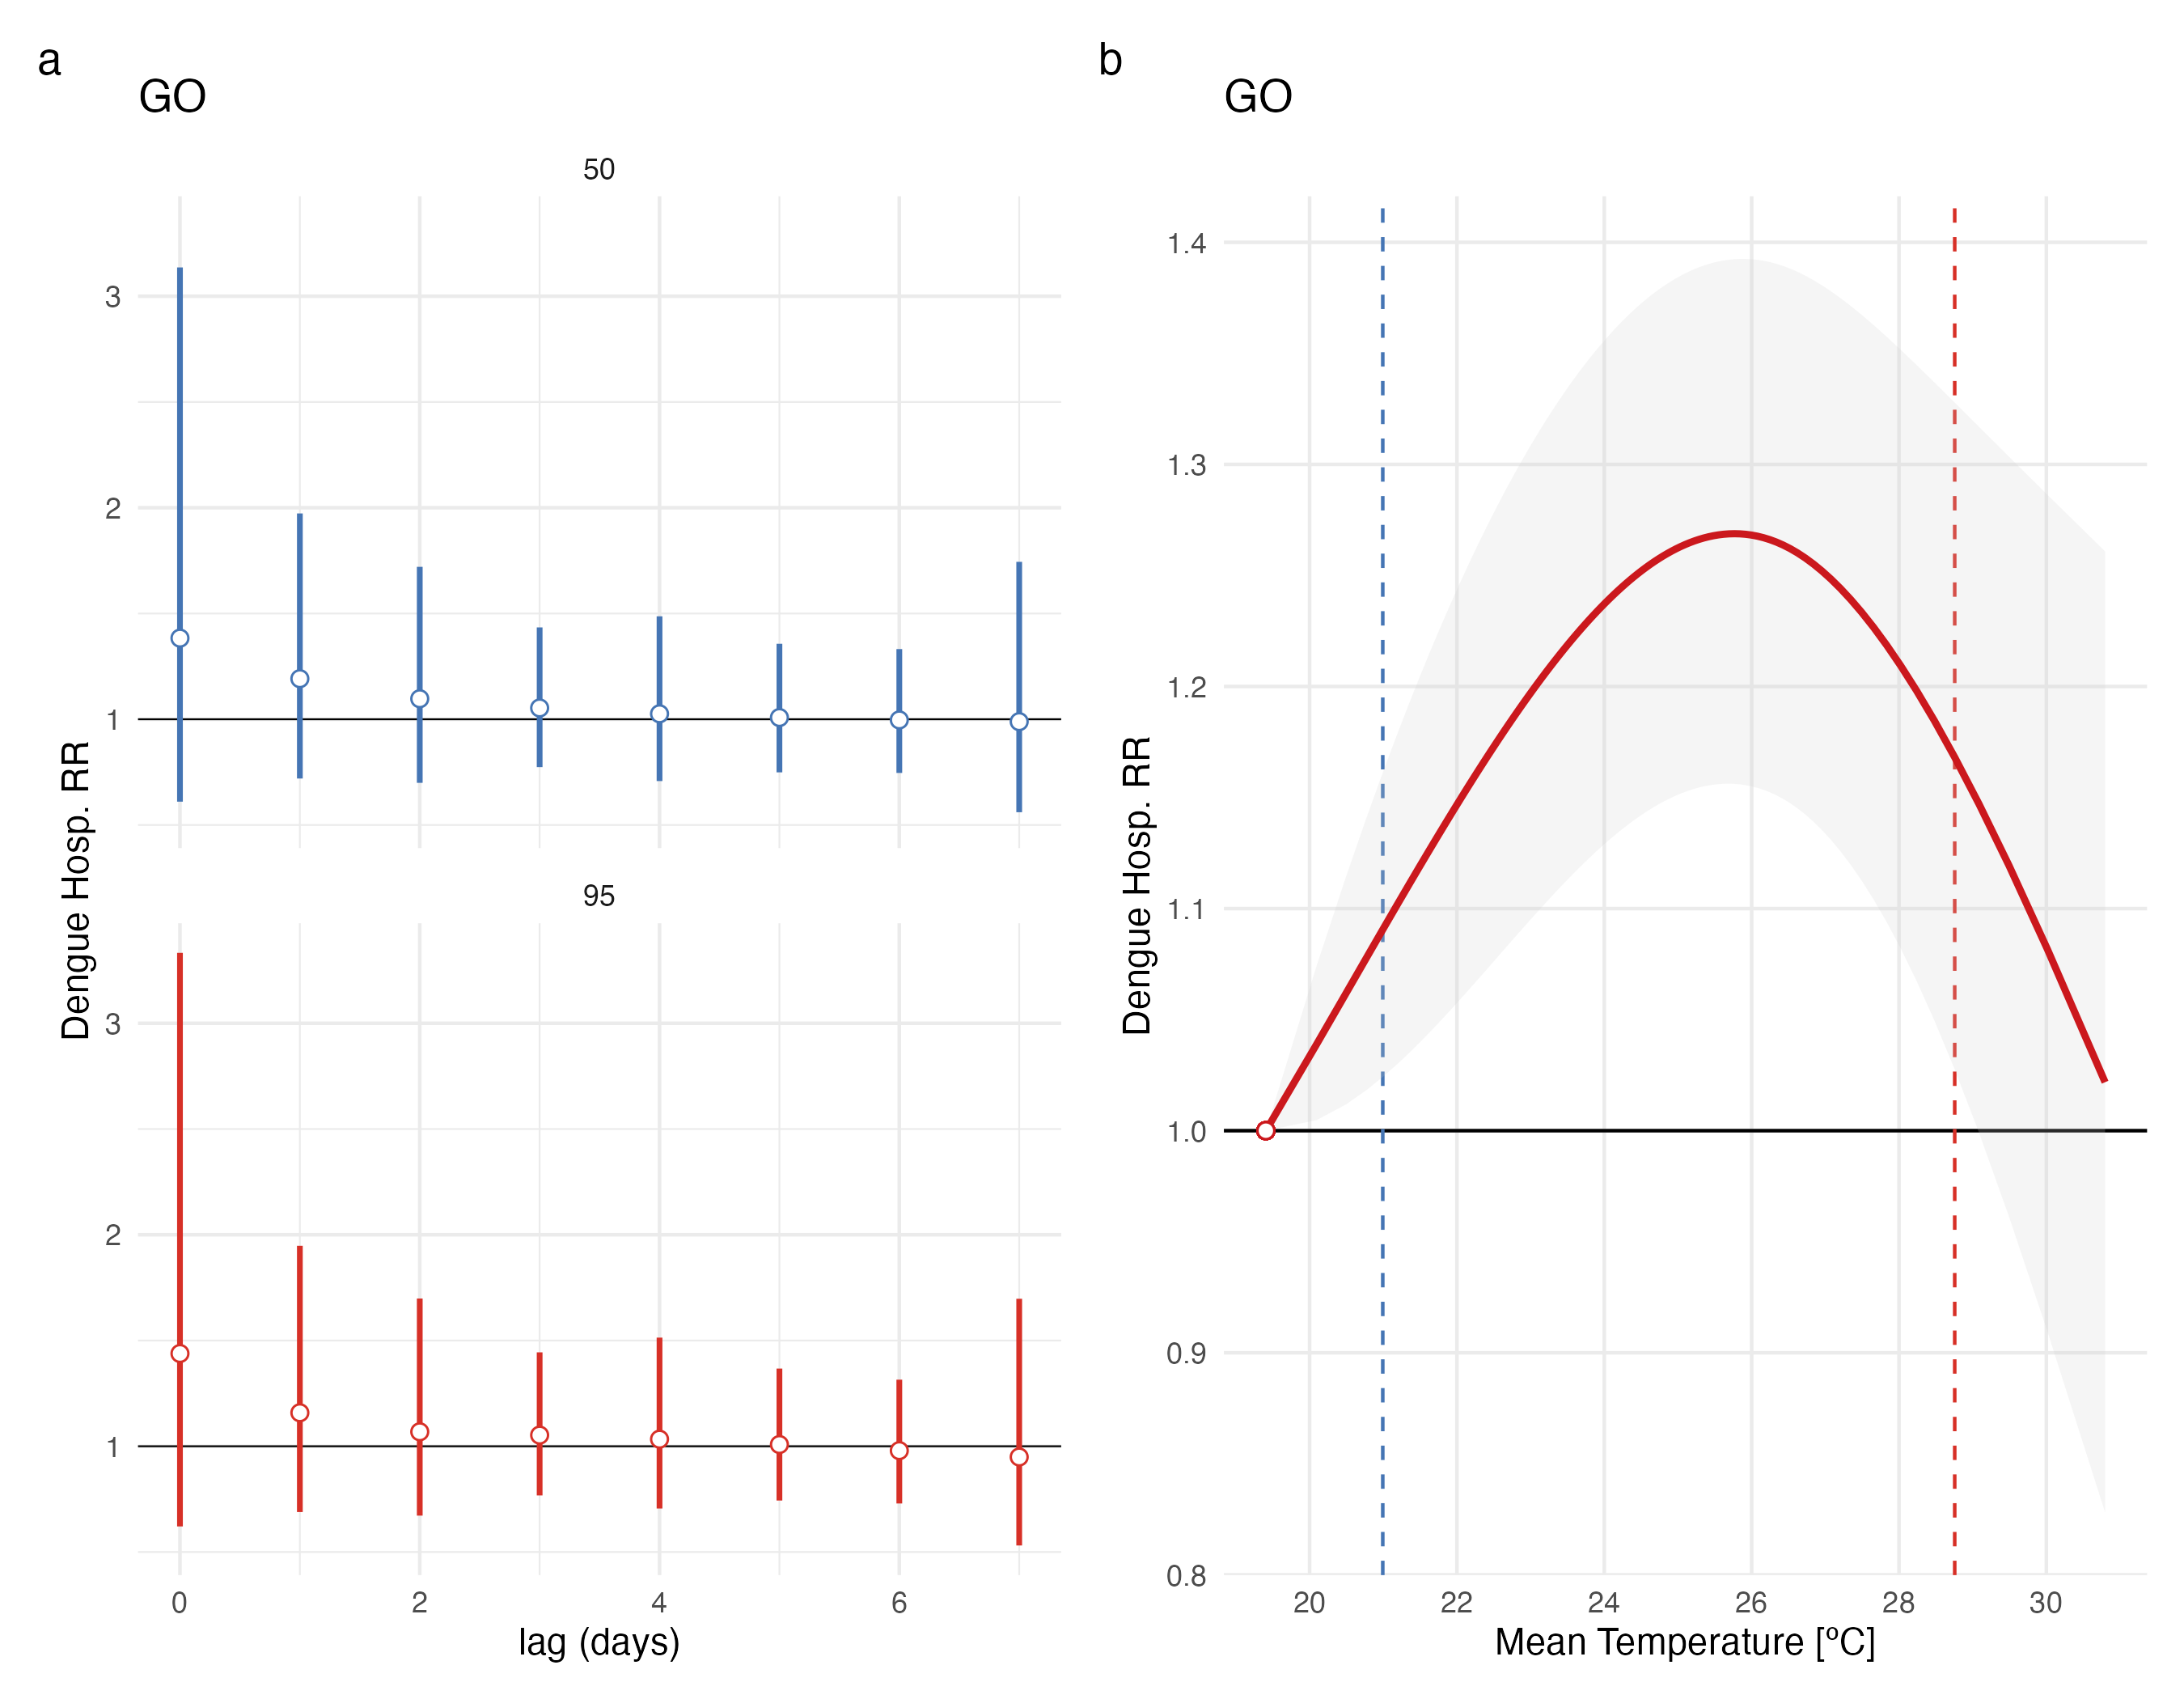 a
GO
50
3
2
1
95
3
2
1
0 2 4 6
lag (days)
Dengue Hosp. RR
b
GO
1.4
1.3
1.2
1.1
1.0
0.9
0.8
20 22 24 26 28 30
Mean Temperature [ºC]
Dengue Hosp. RR